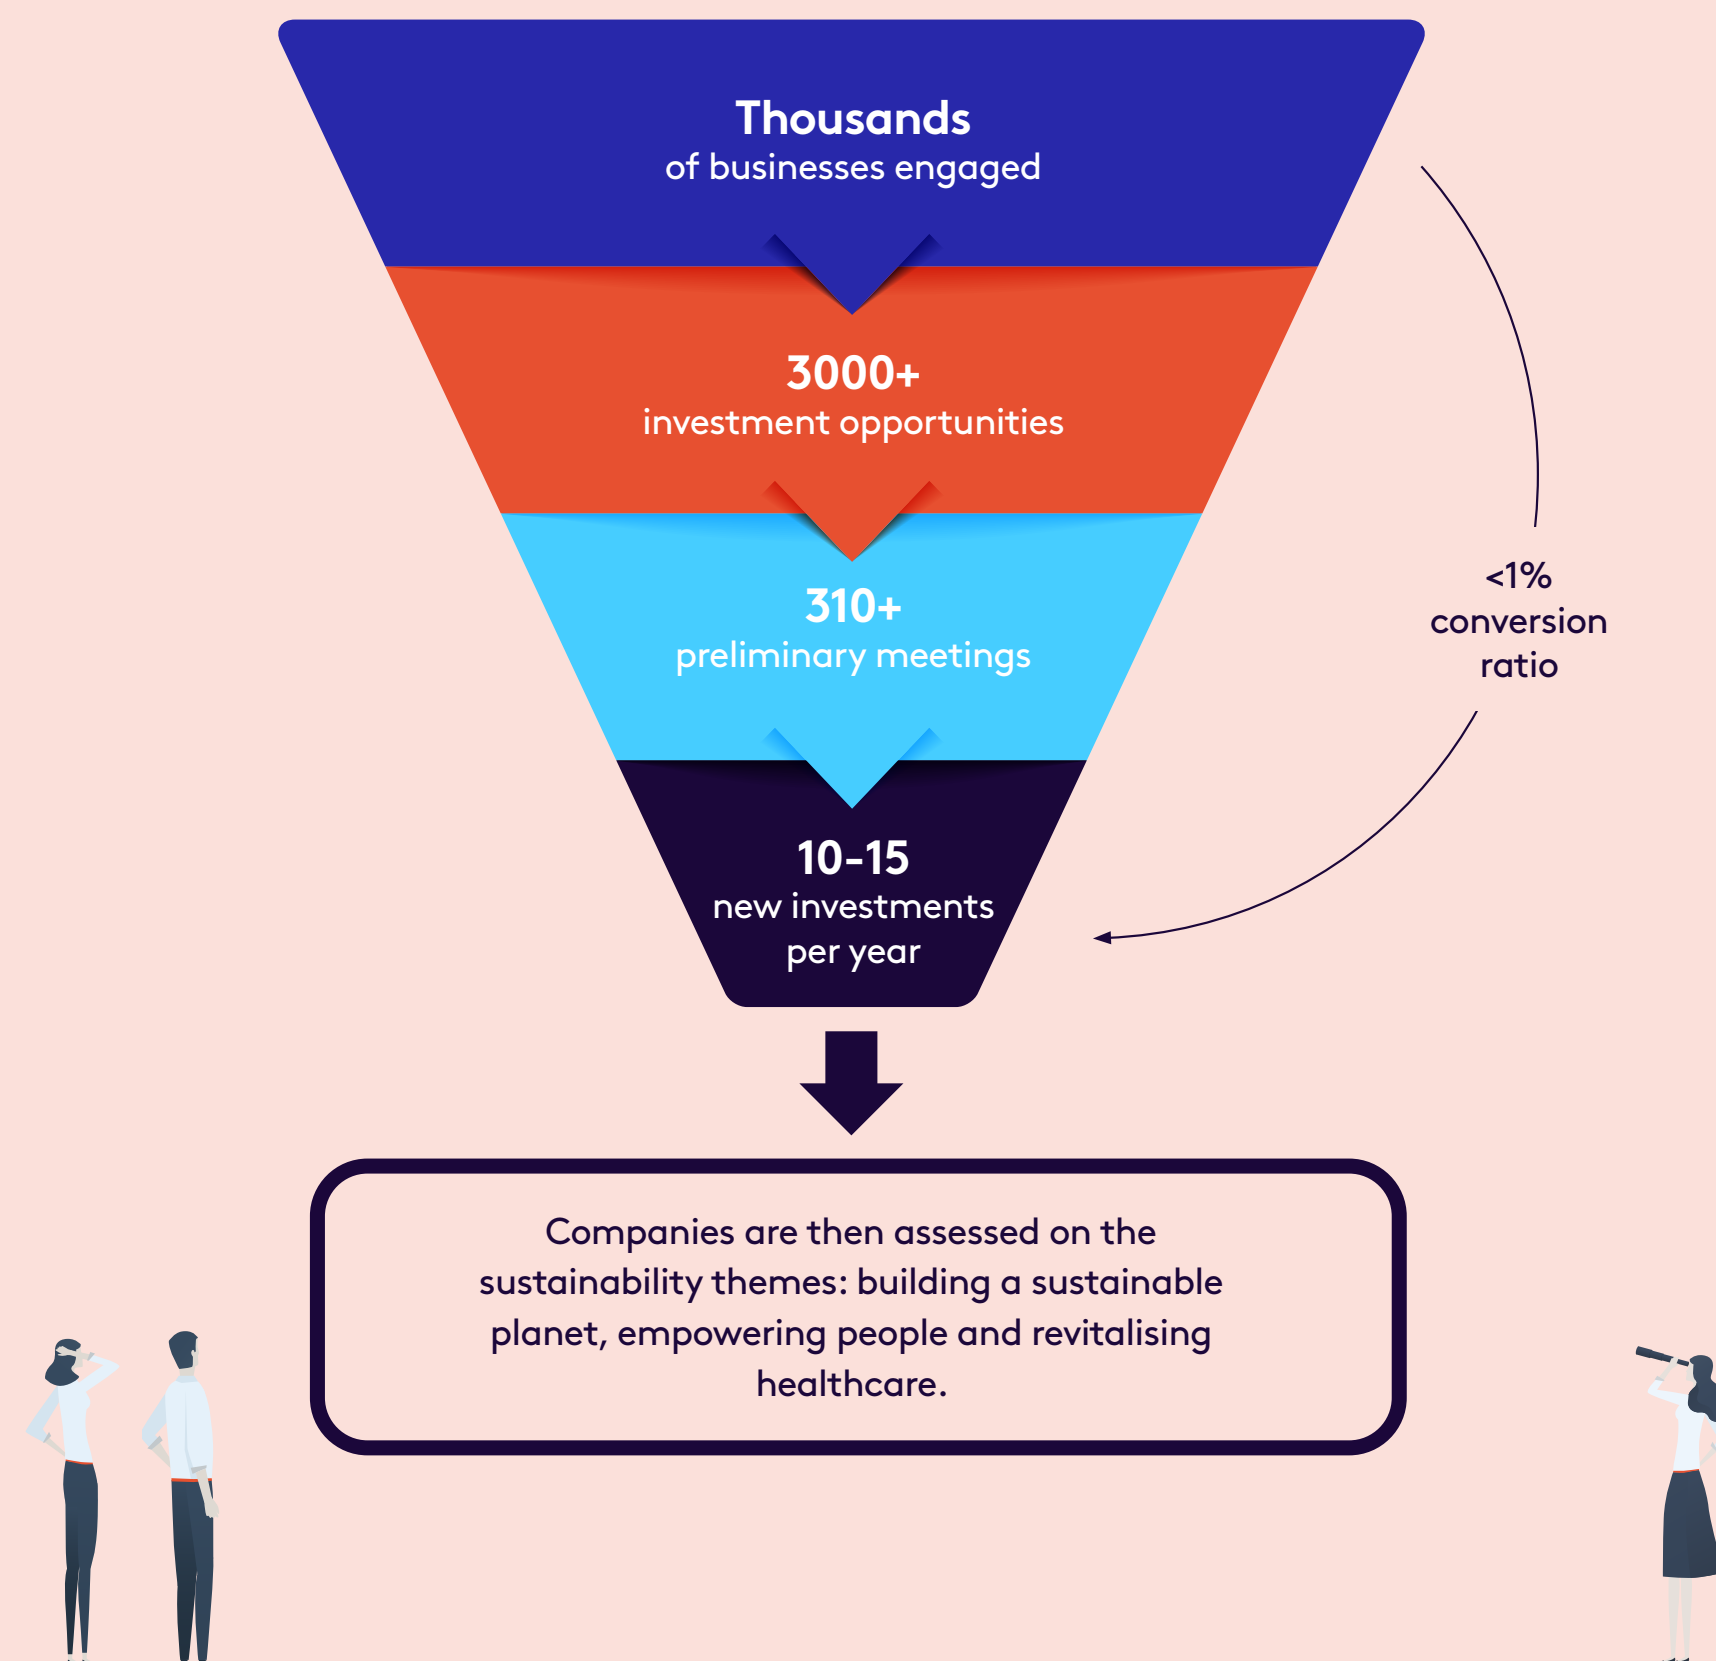 Thousands
of businesses engaged
3000+
investment opportunities
310+
preliminary meetings
10-15
new investments
per year
<1%
conversion
ratio
Companies are then assessed on the
sustainability themes: building a sustainable
planet, empowering people and revitalising
healthcare.